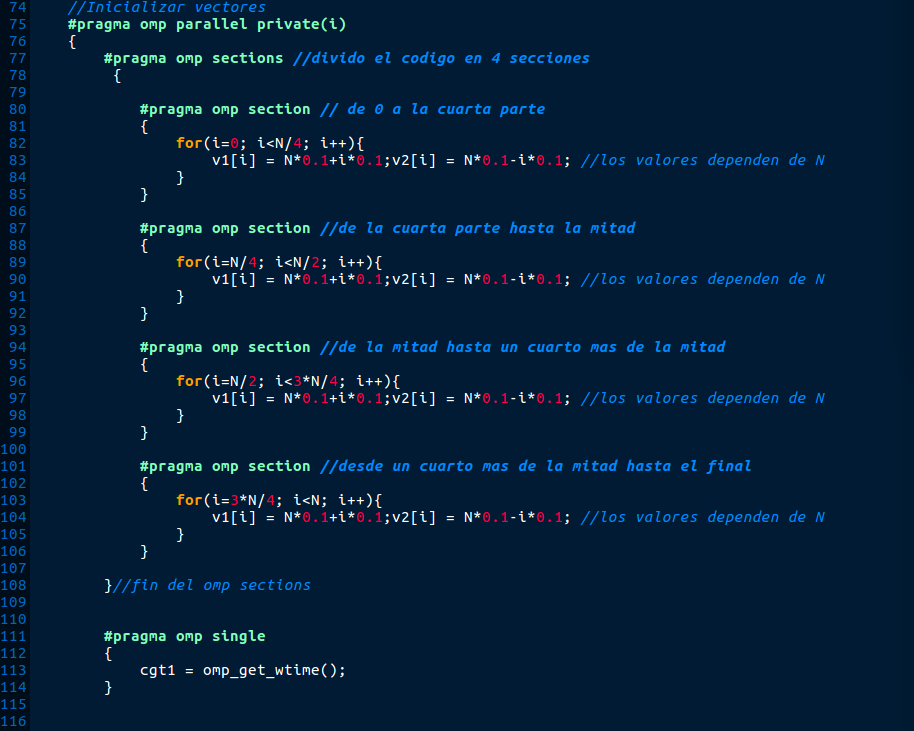 74 //Inicializar vectores
75 #pragma omp parallel private(i)
76 {
77 #pragma omp sections //divido el codigo en 4 secciones
78 {
79
80 #pragma omp section // de 0 a la cuarta parte
81 {
82 for(i=0; i<N/4; i++){
83 v1[i] = N*0.1+i*0.1;v2[i] = N*0.1-i*0.1; //los valores dependen de N
84 }
85 }
86
87 #pragma omp section //de la cuarta parte hasta la mitad
88 {
89 for(i=N/4; i<N/2; i++){
90 v1[i] = N*0.1+i*0.1;v2[i] = N*0.1-i*0.1; //los valores dependen de N
91 }
92 }
93
94 #pragma omp section //de la mitad hasta un cuarto mas de la mitad
95 {
96 for(i=N/2; i<3*N/4; i++){
97 v1[i] = N*0.1+i*0.1;v2[i] = N*0.1-i*0.1; //los valores dependen de N
98 }
99 }
100
101 #pragma omp section //desde un cuarto mas de la mitad hasta el final
102 {
103 for(i=3*N/4; i<N; i++){
104 v1[i] = N*0.1+i*0.1;v2[i] = N*0.1-i*0.1; //los valores dependen de N
105 }
106 }
107
108 }//fin del omp sections
109
110
111 #pragma omp single
112 {
113 cgt1 = omp_get_wtime();
114 }
115
116